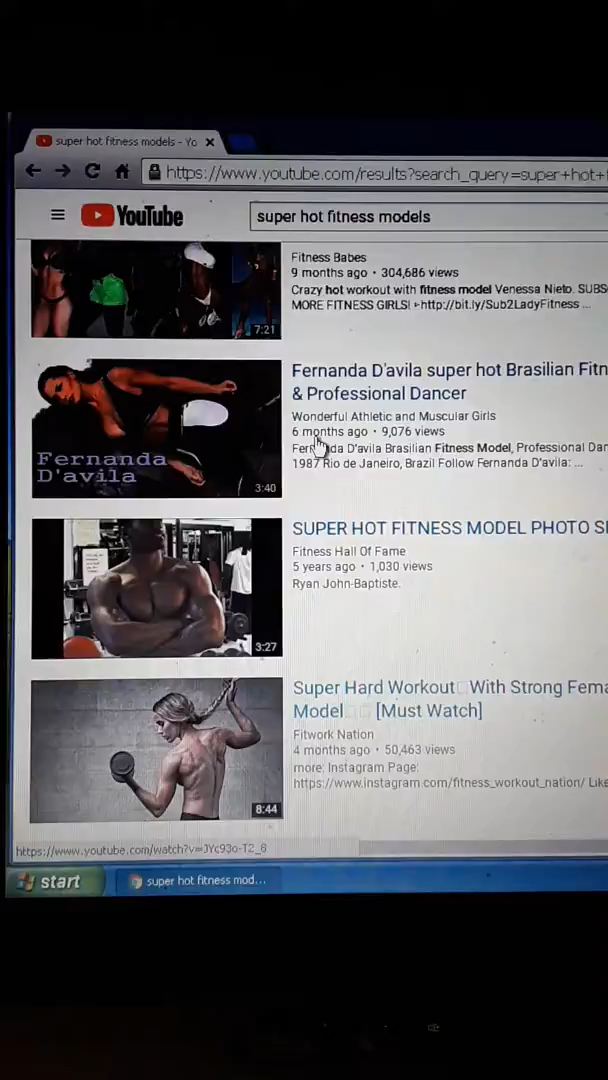 super hot fitness models - Yo
https://www.youtube.com/results?search_query=super+hot+
YouTube
super hot fitness models
Fitness Babes
9 months ago • 304,686 views
Crazy hot workout with fitness model Venessa Nieto. SUBS
MORE FITNESS GIRLS! ▸http://bit.ly/Sub2LadyFitness ...
7:21
Fernanda D'avila super hot Brasilian Fitn
& Professional Dancer
Wonderful Athletic and Muscular Girls
6 months ago • 9,076 views
D'avila Brasilian Fitness Model, Professional Dan
1987 Rio de Janeiro, Brazil Follow Fernanda D'avila: ...
Fernanda
D'avila
3:40
SUPER HOT FITNESS MODEL PHOTO S
Fitness Hall Of Fame
5 years ago • 1,030 views
Ryan John-Baptiste.
3:27
Super Hard Workout With Strong Fema
Model [Must Watch]
Fitwork Nation
4 months ago • 50,463 views
more: Instagram Page:
https://www.instagram.com/fitness_workout_nation/ Like
8:44
https://www.youtube.com/watch?v=JYc93o-T2_8
start
super hot fitness mod...